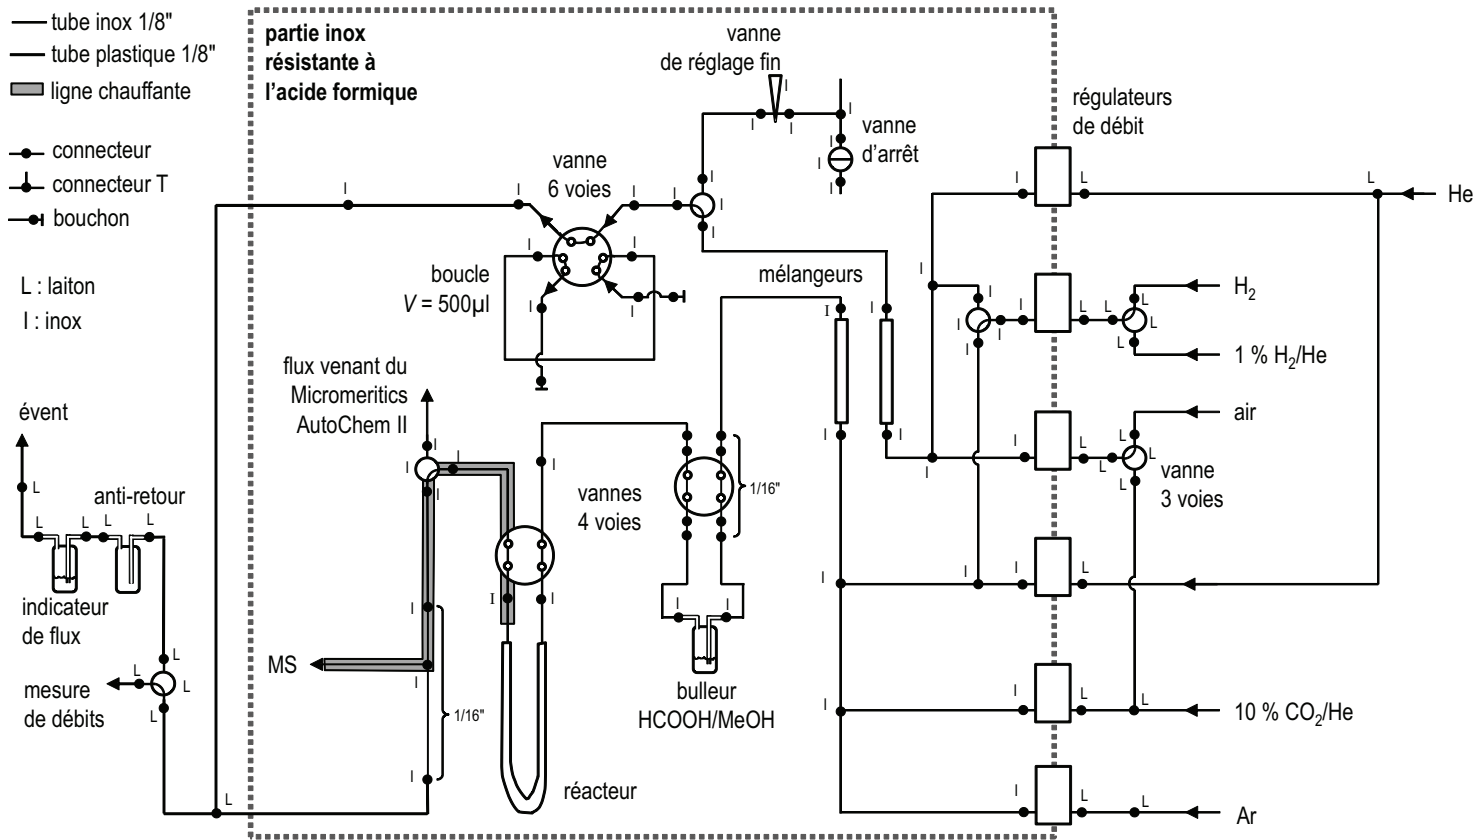 tube inox 1/8"
tube plastique 1/8"
ligne chauffante
connecteur
connecteur T
bouchon
L : laiton
I : inox
partie inox
résistante à
l'acide formique
vanne
de réglage fin
vanne
d'arrêt
régulateurs
de débit
vanne
6 voies
boucle
V = 500µl
mélangeurs
He
H2
1 % H2/He
air
vanne
3 voies
10 % CO2/He
Ar
flux venant du
Micromeritics
AutoChem II
évent
anti-retour
indicateur
de flux
mesure
de débits
MS
1/16"
vannes
4 voies
1/16"
bulleur
HCOOH/MeOH
réacteur